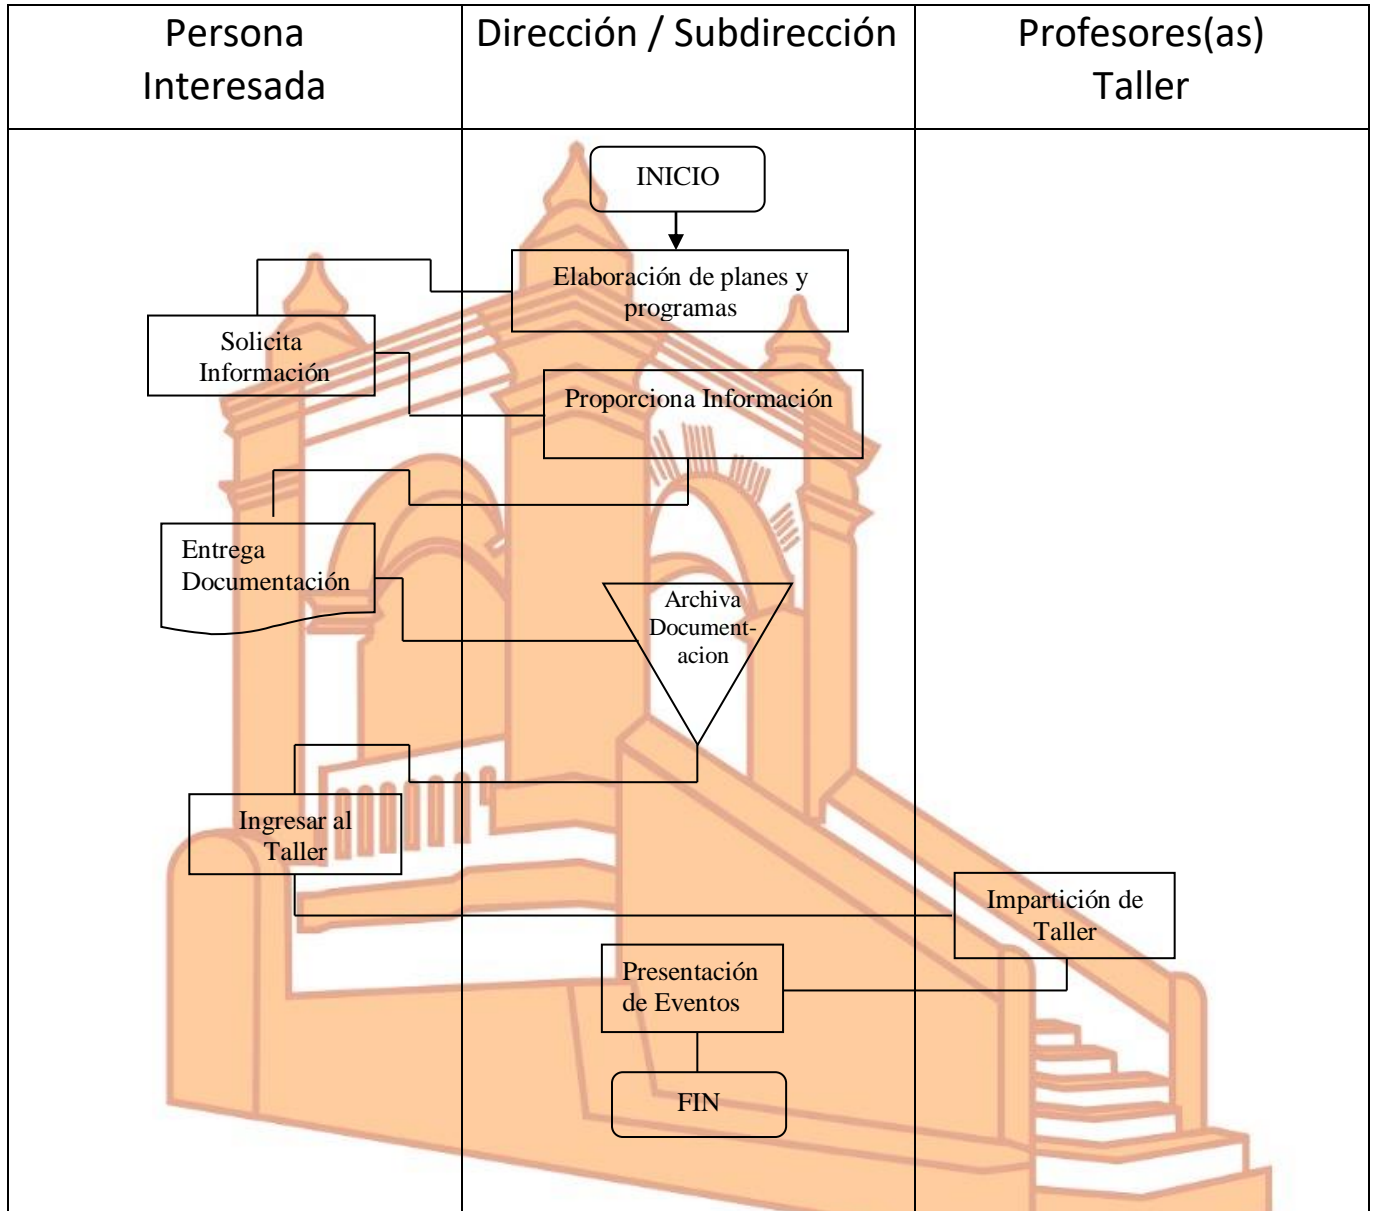 Persona
Interesada
Dirección / Subdirección
Profesores(as)
Taller
INICIO
Elaboración de planes y
programas
Solicita
Información
Proporciona Información
Entrega
Documentación
Archiva
Document-
acion
Ingresar al
Taller
Impartición de
Taller
Presentación
de Eventos
FIN